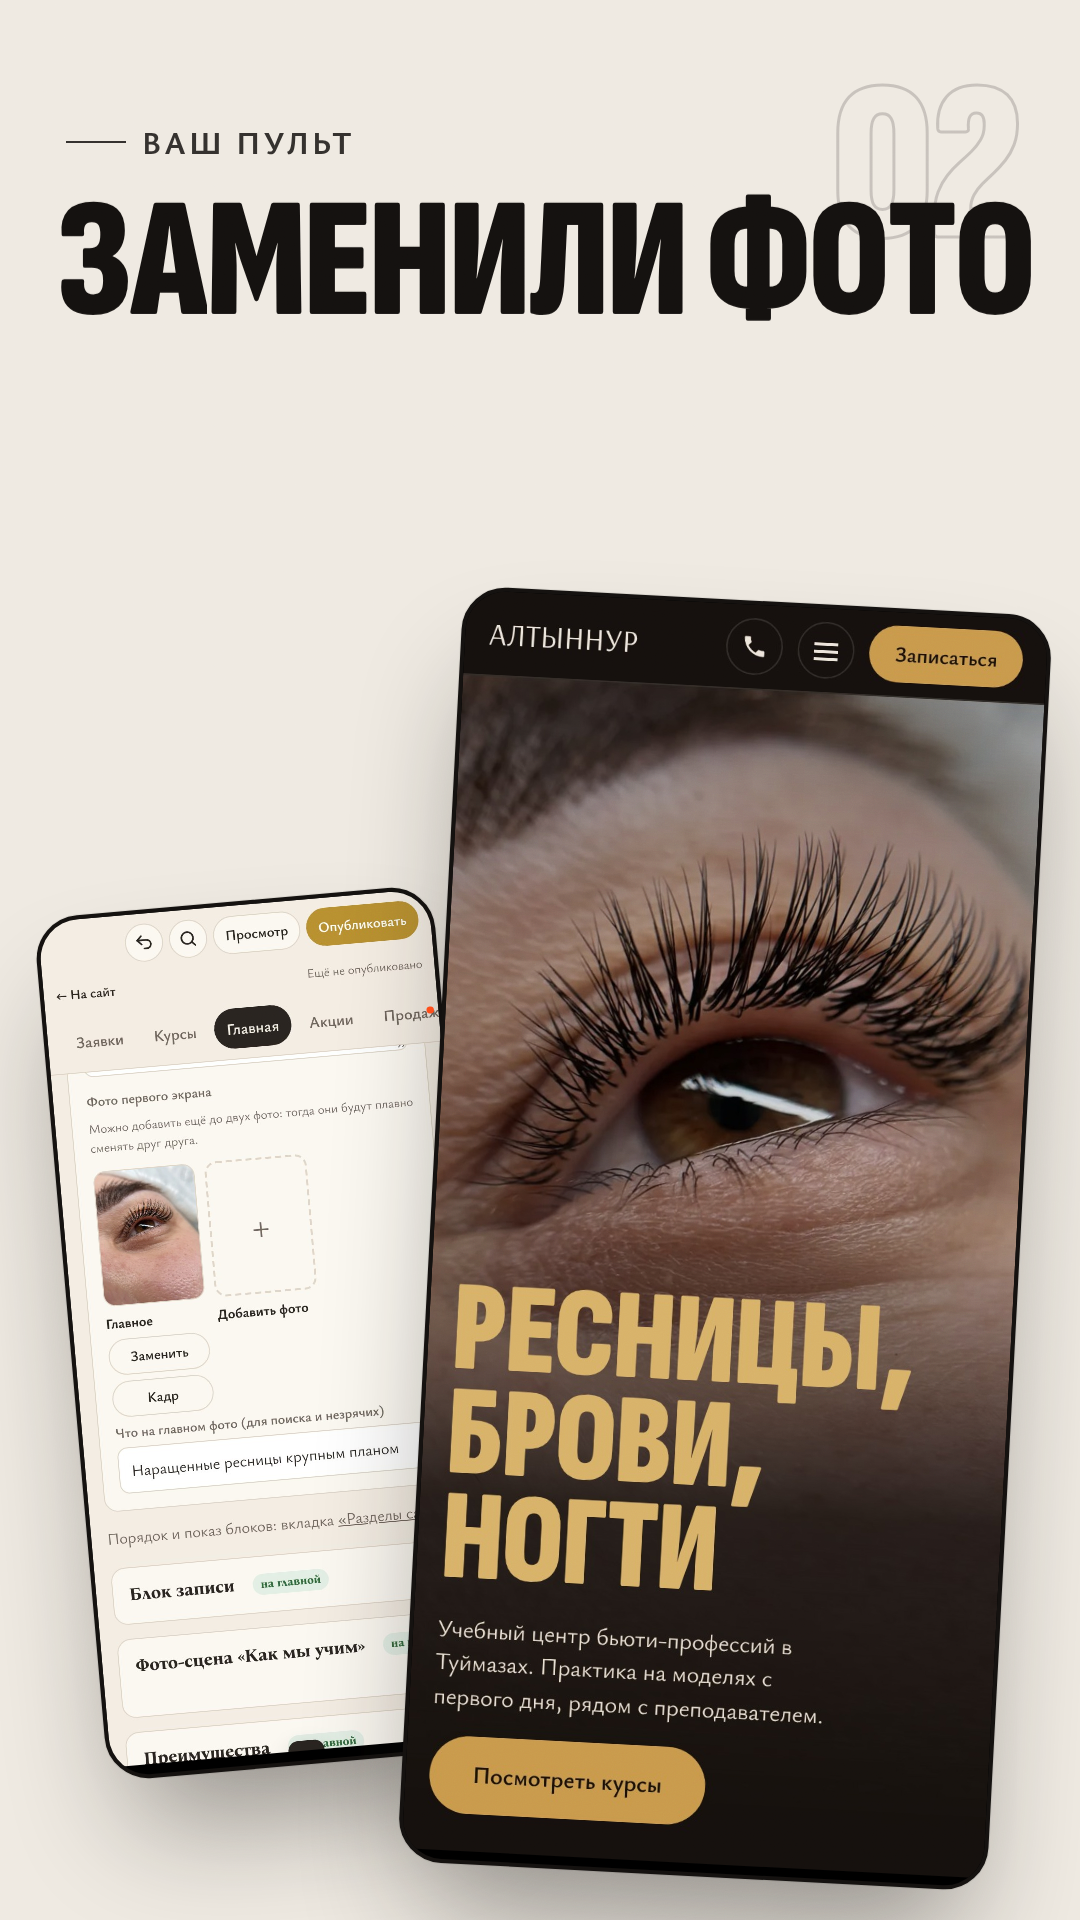 02
ВАШ ПУЛЬТ
ЗАМЕНИЛИ ФОТО
Просмотр
Опубликовать
Ещё не опубликовано
← На сайт
Заявки
Курсы
Главная
Акции
Фото первого экрана
Можно добавить ещё до двух фото: тогда они будут плавно
сменять друг друга.
+
Главное
Добавить фото
Заменить
Кадр
Что на главном фото (для поиска и незрячих)
Наращенные ресницы крупным планом
Порядок и показ блоков: вкладка «Разделы
Блок записи
на главной
Фото-сцена «Как мы учим»
на
Преимущества
АЛТЫННУР
Записаться
РЕСНИЦЫ,
БРОВИ,
НОГТИ
Учебный центр бьюти-профессий в
Туймазах. Практика на моделях с
первого дня, рядом с преподавателем.
Посмотреть курсы